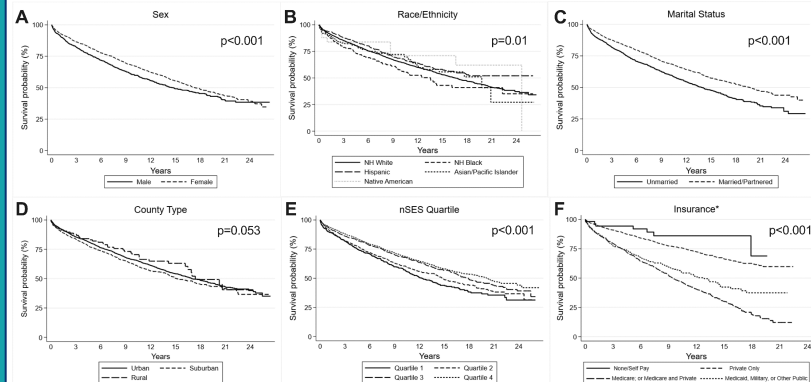 A
Sex
p<0.001
Survival probability (%)
100
75
50
25
0
0 3 6 9 12 15 18 21 24 27
Years
Male Female
B
Race/Ethnicity
p=0.01
Survival probability (%)
100
75
50
25
0
0 3 6 9 12 15 18 21 24 27
Years
NH White NH Black
Hispanic Asian/Pacific Islander
Native American
C
Marital Status
p<0.001
Survival probability (%)
100
75
50
25
0
0 3 6 9 12 15 18 21 24 27
Years
Unmarried Married/Partnered
D
County Type
p=0.053
Survival probability (%)
100
75
50
25
0
0 3 6 9 12 15 18 21 24 27
Years
Urban Suburban
Rural
E
nSES Quartile
p<0.001
Survival probability (%)
100
75
50
25
0
0 3 6 9 12 15 18 21 24 27
Years
Quartile 1 Quartile 2
Quartile 3 Quartile 4
F
Insurance*
p<0.001
Survival probability (%)
100
75
50
25
0
0 3 6 9 12 15 18 21 24
Years
None/Self Pay Private Only
Medicare; or Medicare and Private Medicaid, Military, or Other Public